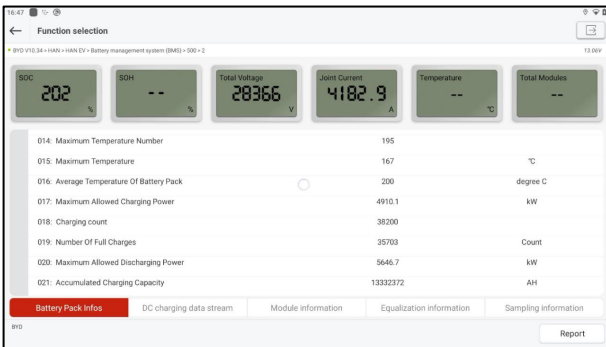 16:47
Function selection
BYD V10.34 > HAN > HAN EV > Battery management system (BMS) > 500 > 2 13.06V
SOC SOH Total Voltage Joint Current Temperature Total Modules
202 -- 28366 4182.9 -- --
% % V A ℃
014: Maximum Temperature Number 195
015: Maximum Temperature 167 ℃
016: Average Temperature Of Battery Pack 200 degree C
017: Maximum Allowed Charging Power 4910.1 kW
018: Charging count 38200
019: Number Of Full Charges 35703 Count
020: Maximum Allowed Discharging Power 5646.7 kW
021: Accumulated Charging Capacity 13332372 AH
Battery Pack Infos DC charging data stream Module information Equalization information Sampling information
BYD
Report